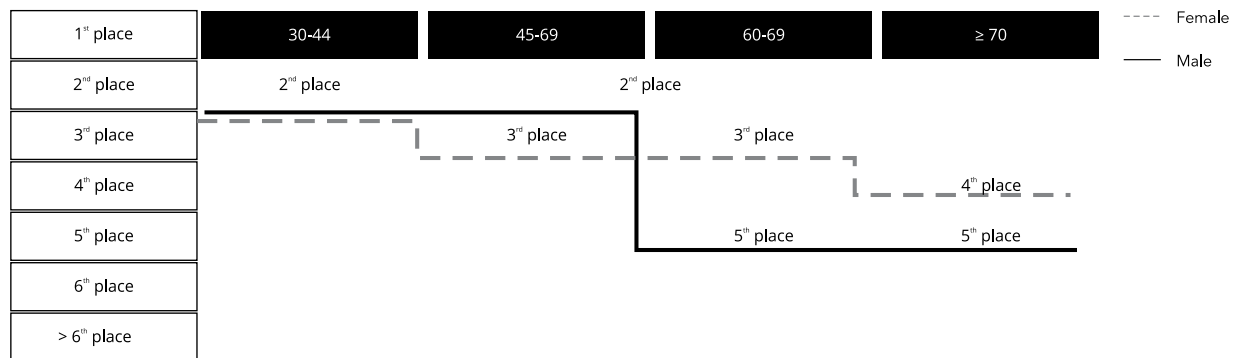 1st place 30-44 45-69 60-69 ≥ 70
Female
Male
2nd place 2nd place 2nd place
3rd place 3rd place 3rd place
4th place 4th place
5th place 5th place 5th place
6th place
> 6th place